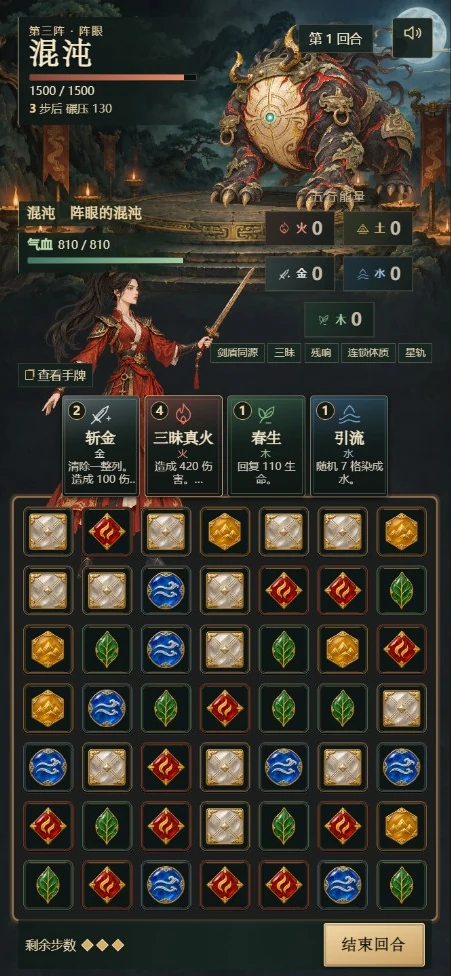 第三阵·阵眼
混沌
第 1 回合
1500 / 1500
3 步后 碾压 130
五行能量
混沌 阵眼的混沌
气血 810 / 810
火 0
土 0
金 0
水 0
木 0
剑盾同源
三昧
残响
连锁体质
星轨
查看手牌
2
斩金
金
清除一整列。
造成 100 伤...
4
三昧真火
火
造成 420 伤
害。...
1
春生
木
回复 110 生
命。
1
引流
水
随机 7 格染成
水。
剩余步数
结束回合